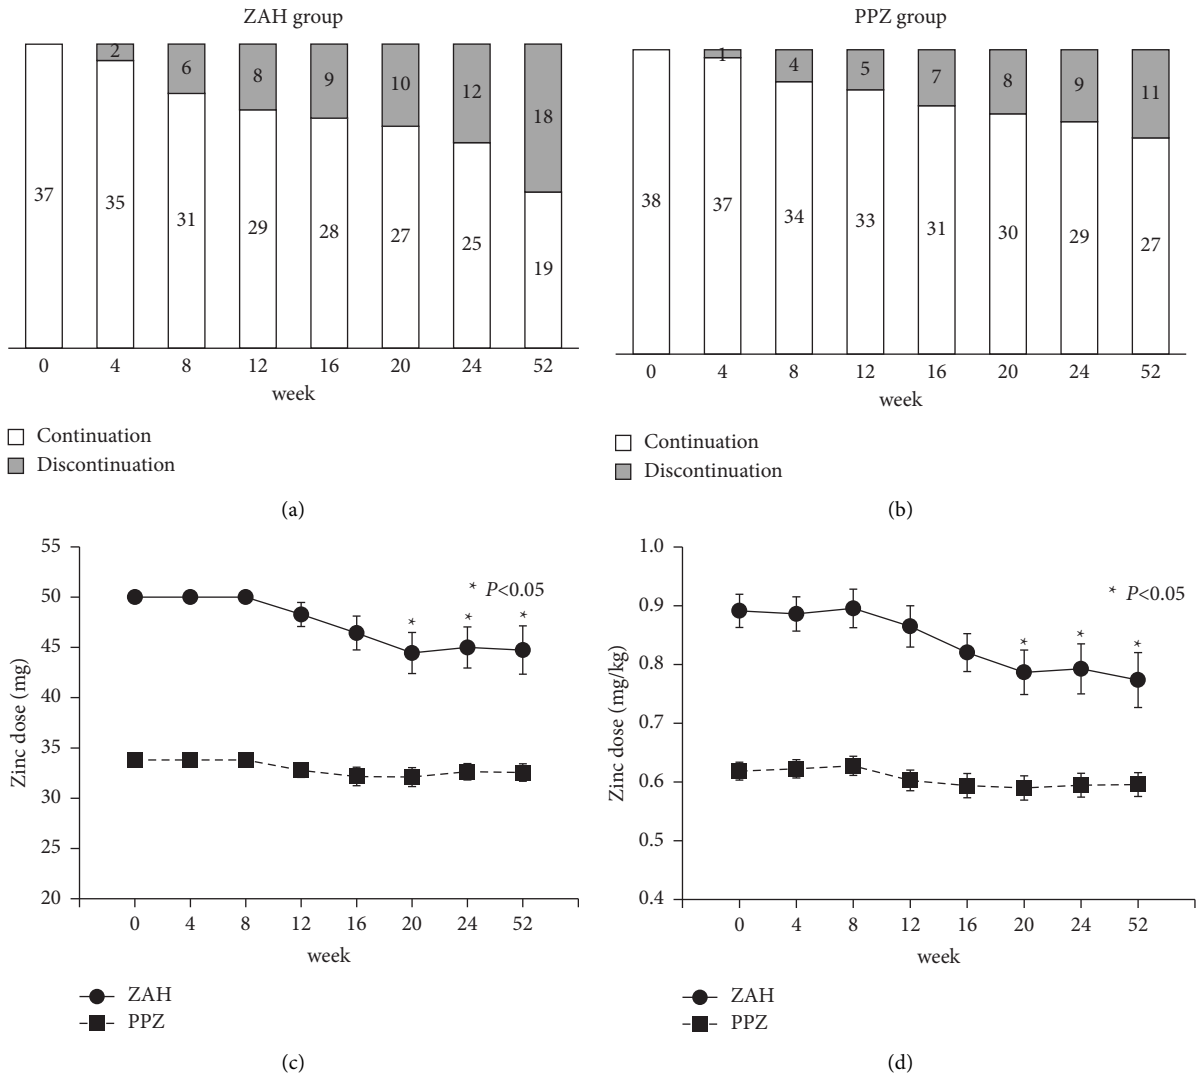 ZAH group
2
6
8
9
10
12
18
37
35
31
29
28
27
25
19
0 4 8 12 16 20 24 52
week
Continuation
Discontinuation
(a)
PPZ group
1
4
5
7
8
9
11
38
37
34
33
31
30
29
27
0 4 8 12 16 20 24 52
week
Continuation
Discontinuation
(b)
55
50
45
40
35
30
25
20
Zinc dose (mg)
* P<0.05
* * *
0 4 8 12 16 20 24 52
week
ZAH
PPZ
(c)
1.0
0.9
0.8
0.7
0.6
0.5
0.4
Zinc dose (mg/kg)
* P<0.05
* * *
0 4 8 12 16 20 24 52
week
ZAH
PPZ
(d)